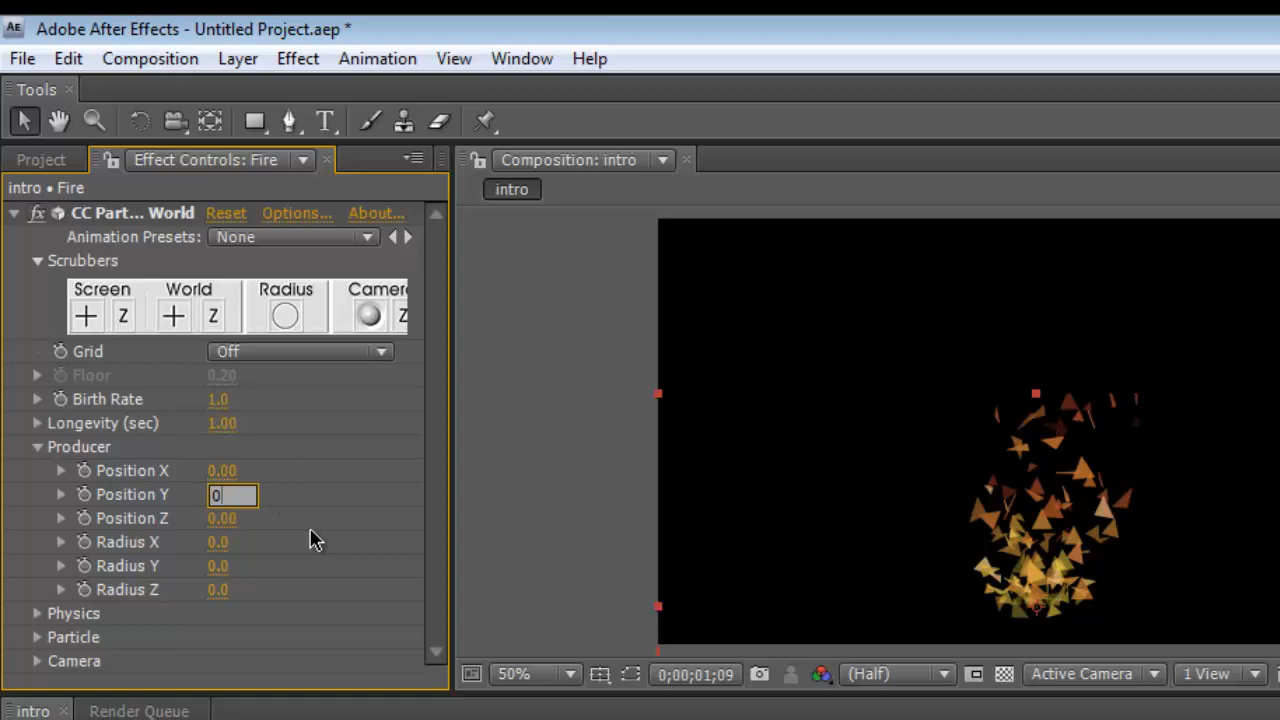 AE Adobe After Effects - Untitled Project.aep *
File Edit Composition Layer Effect Animation View Window Help
Tools
T
Project Effect Controls: Fire Composition: intro
intro • Fire intro
fx CC Part... World Reset Options... About...
Animation Presets: None
Scrubbers
Screen World Radius Camer
Z Z Z
Grid Off
Floor 0.20
Birth Rate 1.0
Longevity (sec) 1.00
Producer
Position X 0.00
Position Y 0
Position Z 0.00
Radius X 0.0
Radius Y 0.0
Radius Z 0.0
Physics
Particle
Camera
50% 0;00;01;09 (Half) Active Camera 1 View
intro Render Queue